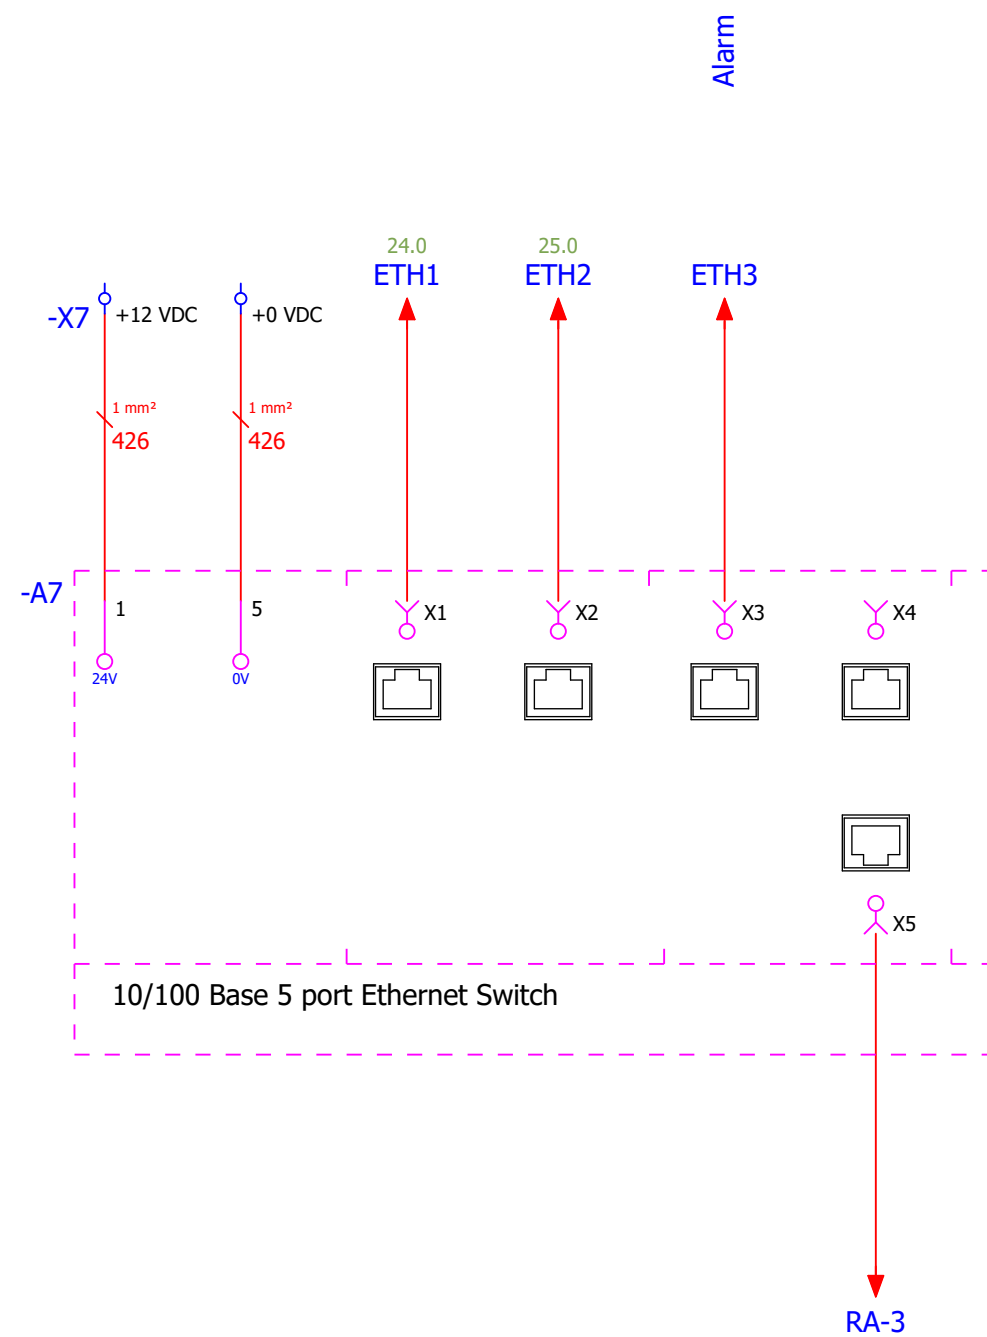 Alarm
24.0
25.0
ETH1
ETH2
ETH3
-X7
+12 VDC
+0 VDC
1 mm²
1 mm²
426
426
-A7
1
5
X1
X2
X3
X4
24V
0V
X5
10/100 Base 5 port Ethernet Switch
RA-3